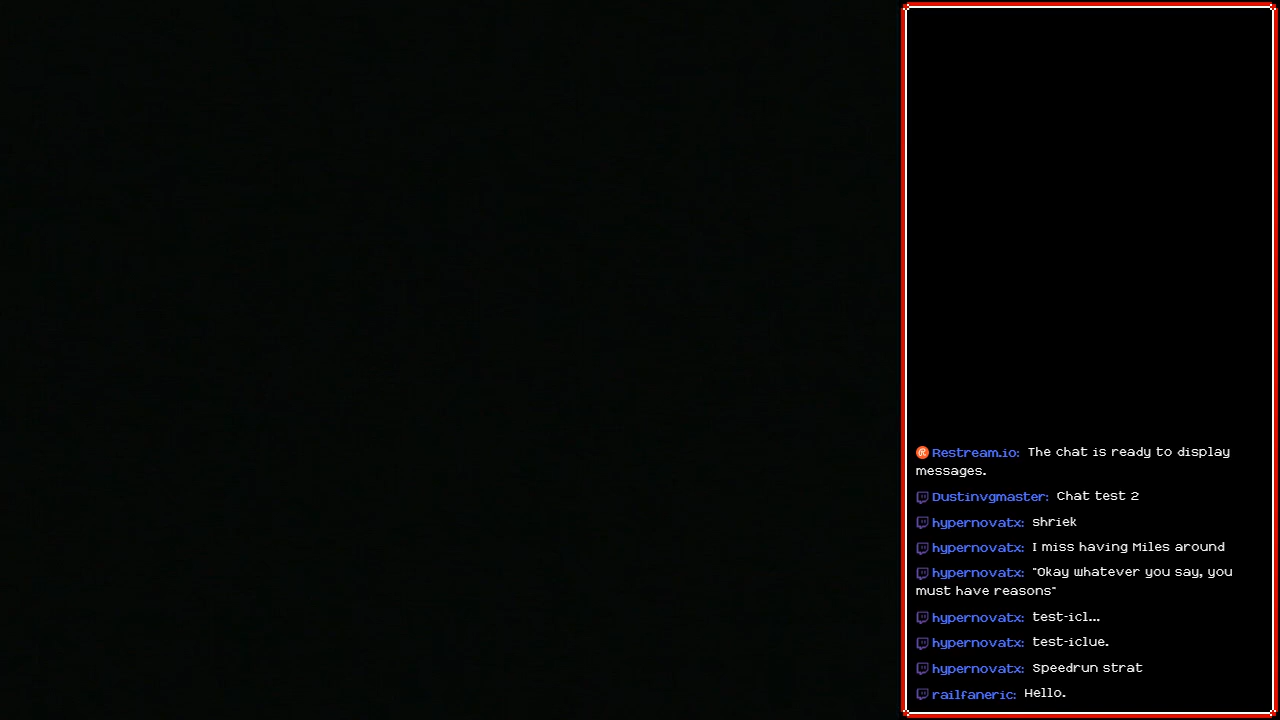 Restream.io: The chat is ready to display
messages.
Dustinvgmaster: Chat test 2
hypernovatx: shriek
hypernovatx: I miss having Miles around
hypernovatx: "Okay whatever you say, you
must have reasons"
hypernovatx: test-icl...
hypernovatx: test-iclue.
hypernovatx: Speedrun strat
railfaneric: Hello.